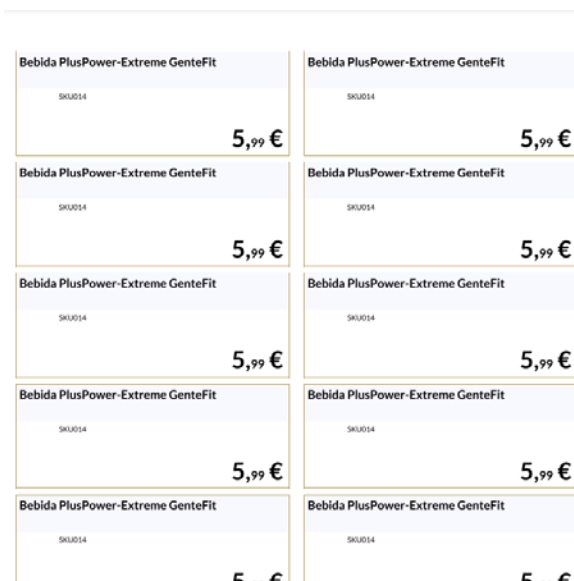 Bebida PlusPower-Extreme GenteFit Bebida PlusPower-Extreme GenteFit
SKU014 SKU014
5,99 € 5,99 €
Bebida PlusPower-Extreme GenteFit Bebida PlusPower-Extreme GenteFit
SKU014 SKU014
5,99 € 5,99 €
Bebida PlusPower-Extreme GenteFit Bebida PlusPower-Extreme GenteFit
SKU014 SKU014
5,99 € 5,99 €
Bebida PlusPower-Extreme GenteFit Bebida PlusPower-Extreme GenteFit
SKU014 SKU014
5,99 € 5,99 €
Bebida PlusPower-Extreme GenteFit Bebida PlusPower-Extreme GenteFit
SKU014 SKU014